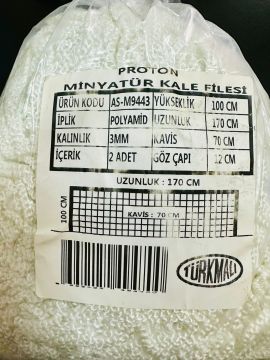 PROTON
MİNYATÜR KALE FİLESİ
ÜRÜN KODU AS-M9443 YÜKSEKLİK 100 CM
İPLİK POLYAMİD UZUNLUK 170 CM
KALINLIK 3MM KAVİS 70 CM
İÇERİK 2 ADET GÖZ ÇAPI 12 CM
UZUNLUK : 170 CM
100 CM
KAVİS : 70 CM
TÜRKMALI